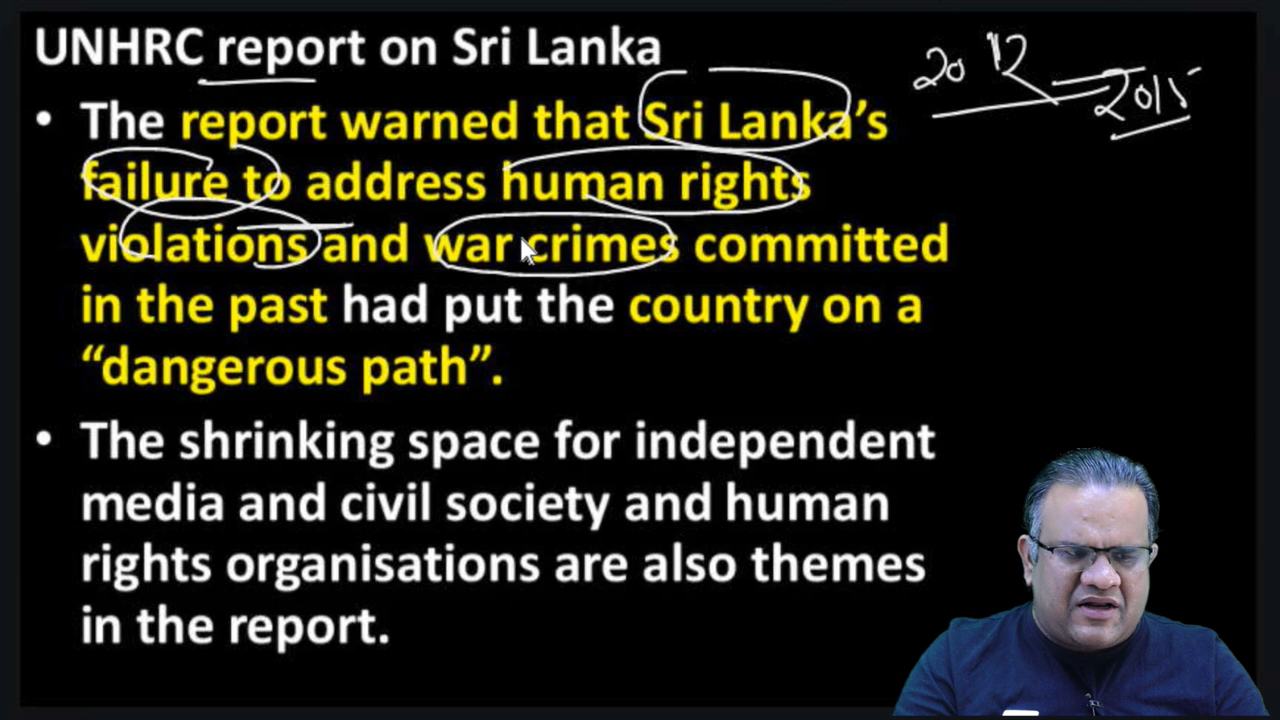 UNHRC report on Sri Lanka
2012 2015
• The report warned that Sri Lanka’s
failure to address human rights
violations and war crimes committed
in the past had put the country on a
“dangerous path”.
• The shrinking space for independent
media and civil society and human
rights organisations are also themes
in the report.